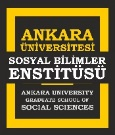 ANKARA
ÜNİVERSİTESİ
SOSYAL BİLİMLER
ENSTİTÜSÜ
ANKARA UNIVERSITY
GRADUATE SCHOOL OF
SOCIAL SCIENCES